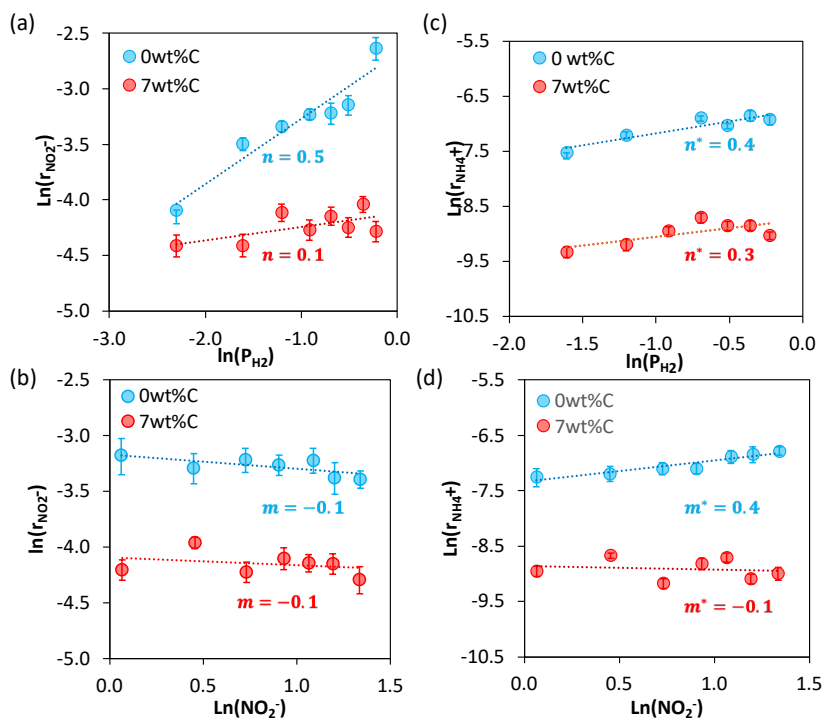 (a)
-2.5
-3.0
-3.5
-4.0
-4.5
-5.0
Ln(r_NO2-)
0wt%C
7wt%C
n = 0.5
n = 0.1
-3.0 -2.0 -1.0 0.0
ln(P_H2)
(c)
-5.5
-6.5
-7.5
-8.5
-9.5
-10.5
Ln(r_NH4+)
0 wt%C
7wt%C
n* = 0.4
n* = 0.3
-2.0 -1.5 -1.0 -0.5 0.0
ln(P_H2)
(b)
-2.5
-3.0
-3.5
-4.0
-4.5
-5.0
ln(r_NO2-)
0wt%C
7wt%C
m = −0.1
m = −0.1
0.0 0.5 1.0 1.5
Ln(NO2-)
(d)
-5.5
-6.5
-7.5
-8.5
-9.5
-10.5
Ln(r_NH4+)
0wt%C
7wt%C
m* = 0.4
m* = −0.1
0.0 0.5 1.0 1.5
Ln(NO2-)